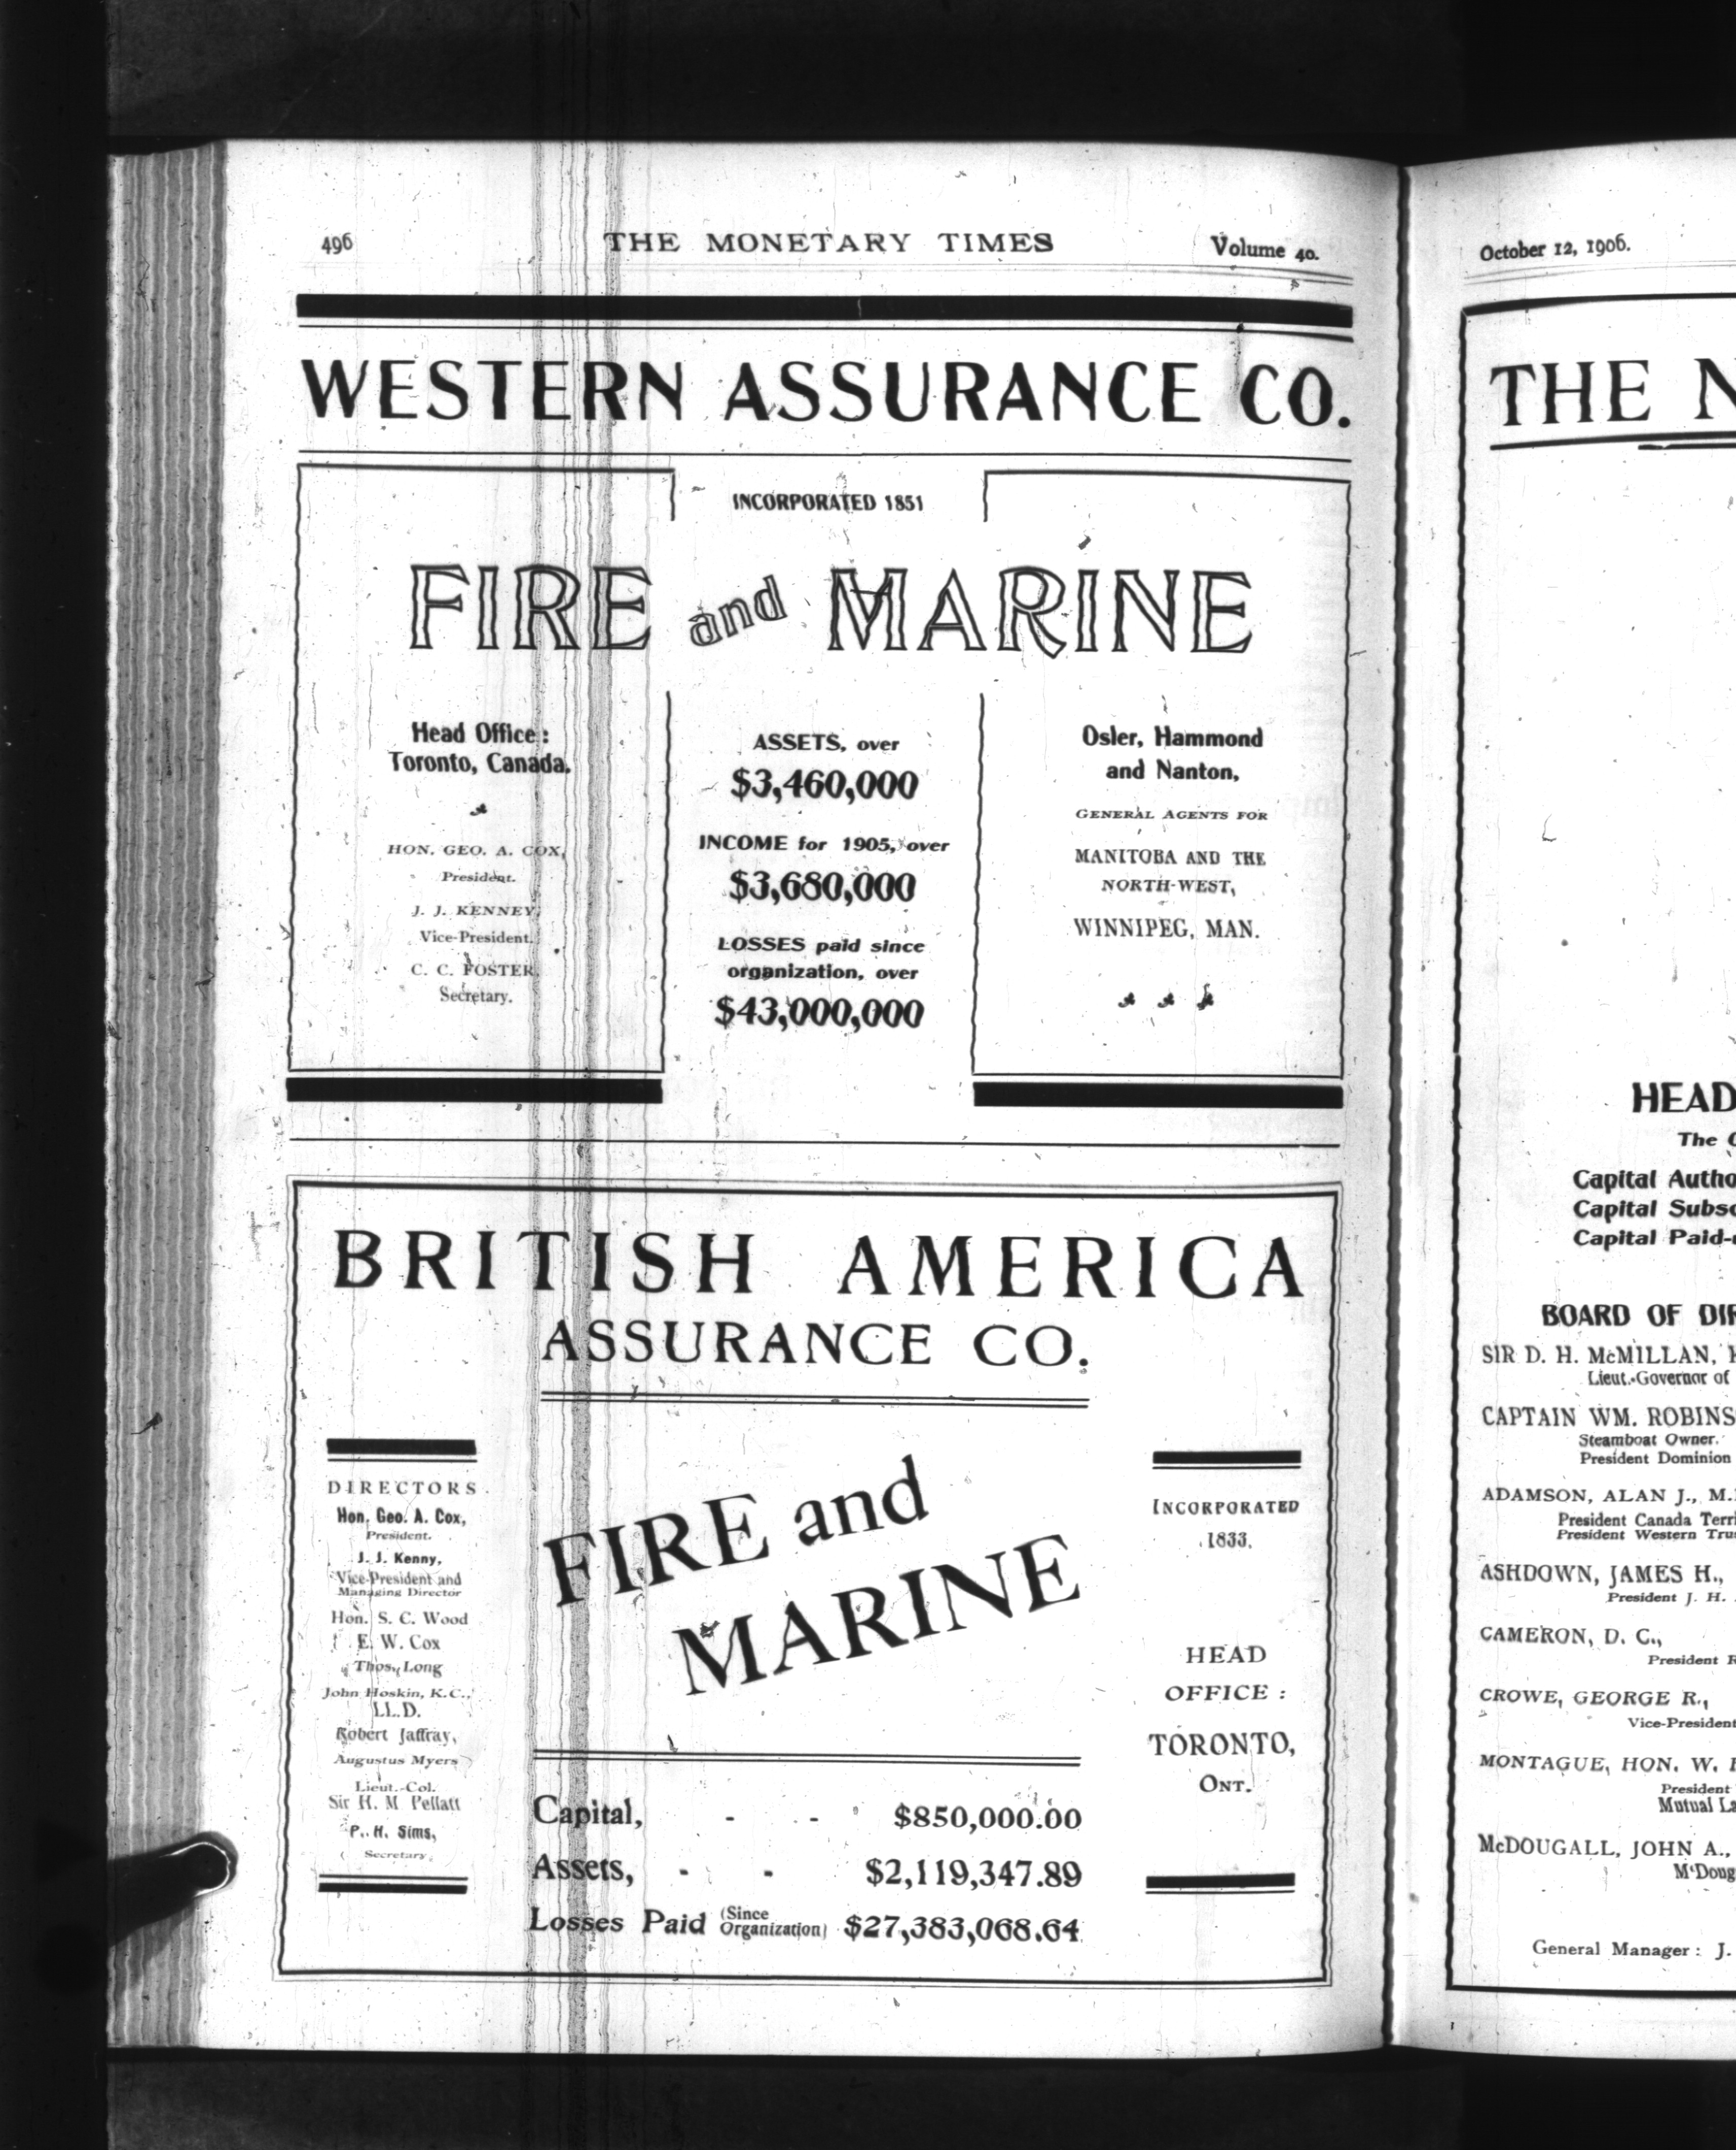 496
THE MONETARY TIMES
Volume 40.
WESTERN ASSURANCE CO.
INCORPORATED 1851
FIRE and MARINE
Head Office:
Toronto, Canada.
HON. GEO. A. COX,
President.
J. J. KENNEY,
Vice-President.
C. C. FOSTER,
Secretary.
ASSETS, over
$3,460,000
INCOME for 1905, over
$3,680,000
LOSSES paid since
organization, over
$43,000,000
Osler, Hammond
and Nanton,
GENERAL AGENTS FOR
MANITOBA AND THE
NORTH-WEST,
WINNIPEG, MAN.
BRITISH AMERICA
ASSURANCE CO.
DIRECTORS
Hon. Geo. A. Cox,
President.
J. J. Kenny,
Vice-President and
Managing Director
Hon. S. C. Wood
E. W. Cox
Thos. Long
John Hoskin, K.C.,
LL.D.
Robert Jaffray,
Augustus Myers
Lieut.-Col.
Sir H. M Pellatt
P. H. Sims,
Secretary
FIRE and
MARINE
Capital, - - $850,000.00
Assets, - - $2,119,347.89
Losses Paid (Since Organization) $27,383,068.64
INCORPORATED
1833.
HEAD
OFFICE :
TORONTO,
ONT.
October 12, 1906.
THE N
HEAD
The
Capital Autho
Capital Subsc
Capital Paid-
BOARD OF DIR
SIR D. H. McMILLAN,
Lieut.-Governor of
CAPTAIN WM. ROBINS
Steamboat Owner.
President Dominion
ADAMSON, ALAN J., M.
President Canada Terri
President Western Trus
ASHDOWN, JAMES H.,
President J. H.
CAMERON, D. C.,
President R
CROWE, GEORGE R.,
Vice-President
MONTAGUE, HON. W.
President
Mutual La
McDOUGALL, JOHN A.,
M'Doug
General Manager : J.